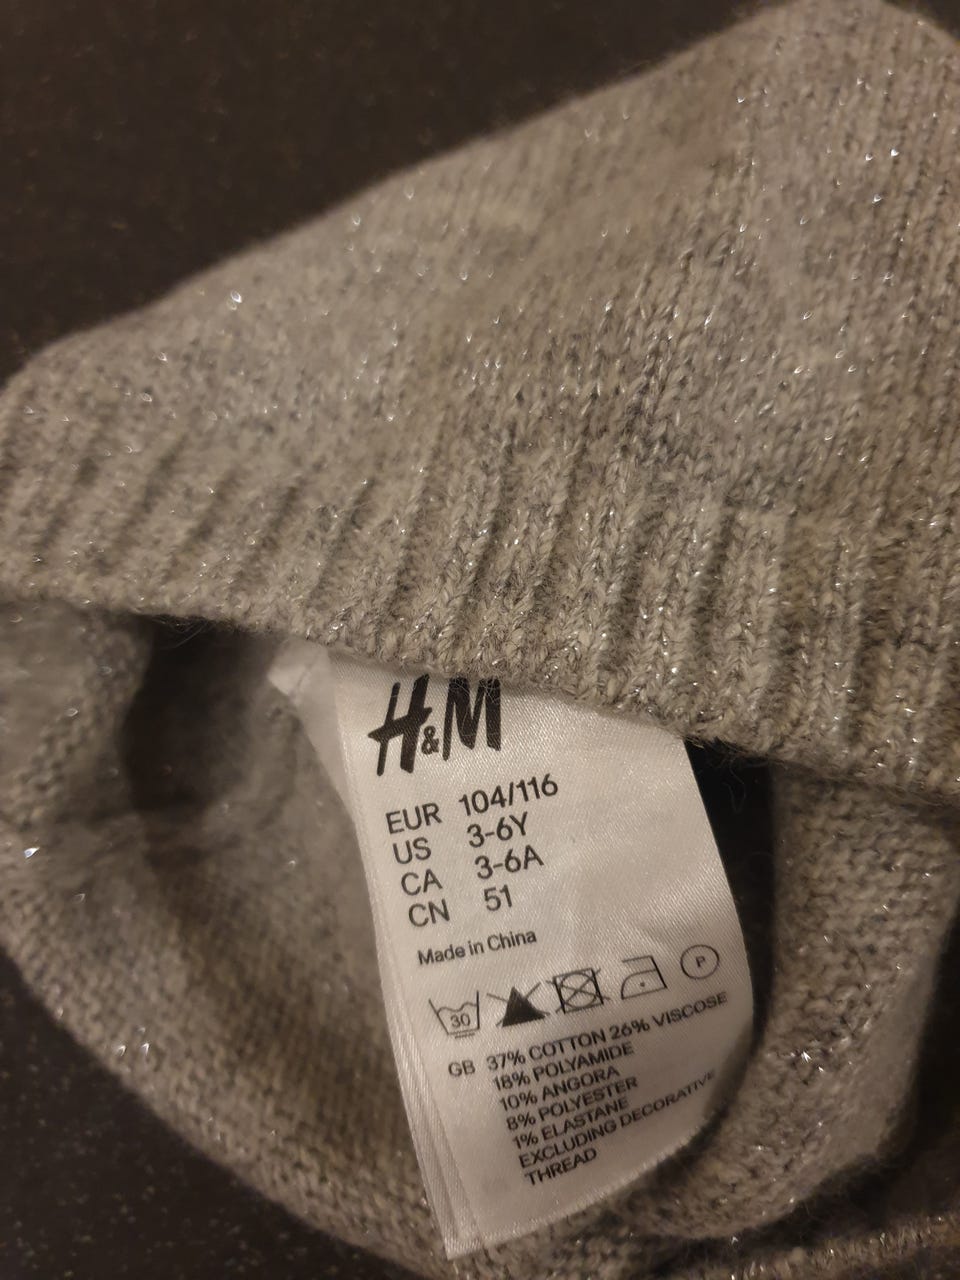 H&M
EUR 104/116
US 3-6Y
CA 3-6A
CN 51
Made in China
30 P
GB 37% COTTON 26% VISCOSE
18% POLYAMIDE
10% ANGORA
8% POLYESTER
1% ELASTANE
EXCLUDING DECORATIVE
THREAD